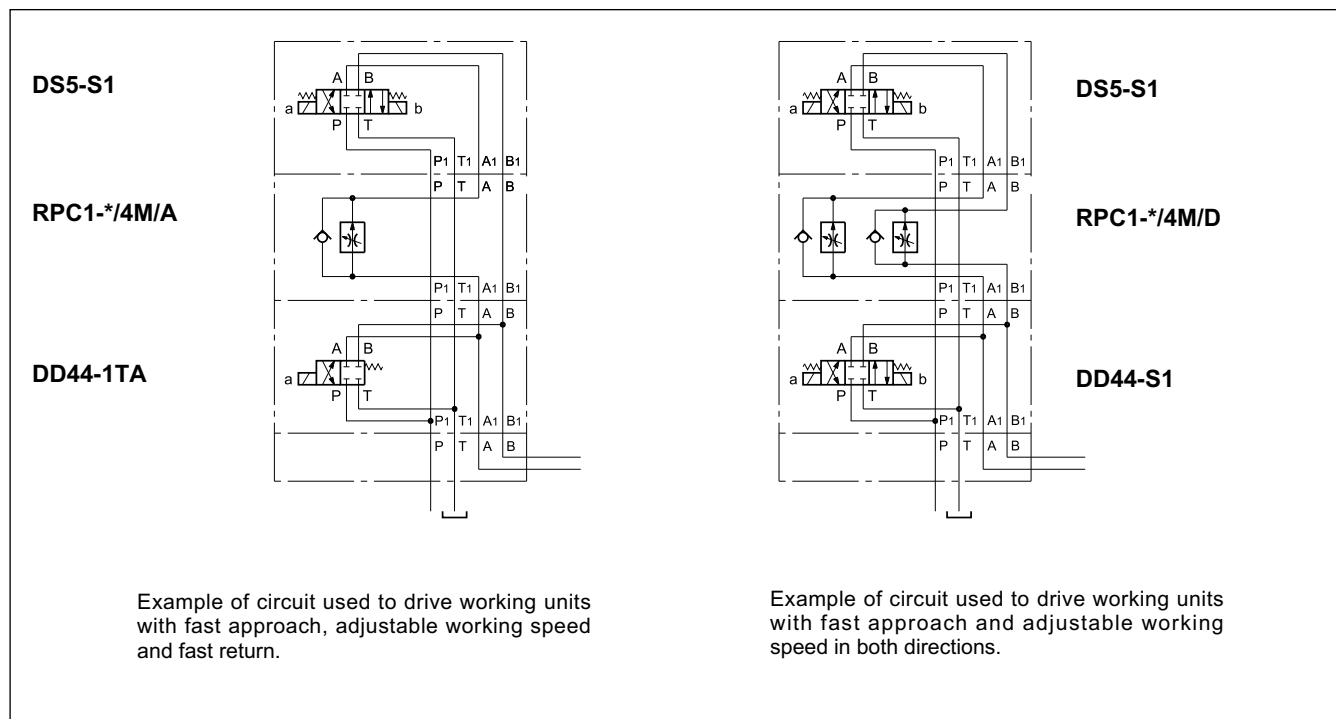 DS5-S1
A B
a b
P T
P1 T1 A1 B1
P T A B
RPC1-*/4M/A
P1 T1 A1 B1
P T A B
DD44-1TA
A B
a
P T
P1 T1 A1 B1
P T A B
Example of circuit used to drive working units
with fast approach, adjustable working speed
and fast return.
A B
a b
P T
DS5-S1
P1 T1 A1 B1
P T A B
RPC1-*/4M/D
P1 T1 A1 B1
P T A B
A B
a b
P T
DD44-S1
P1 T1 A1 B1
P T A B
Example of circuit used to drive working units
with fast approach and adjustable working
speed in both directions.